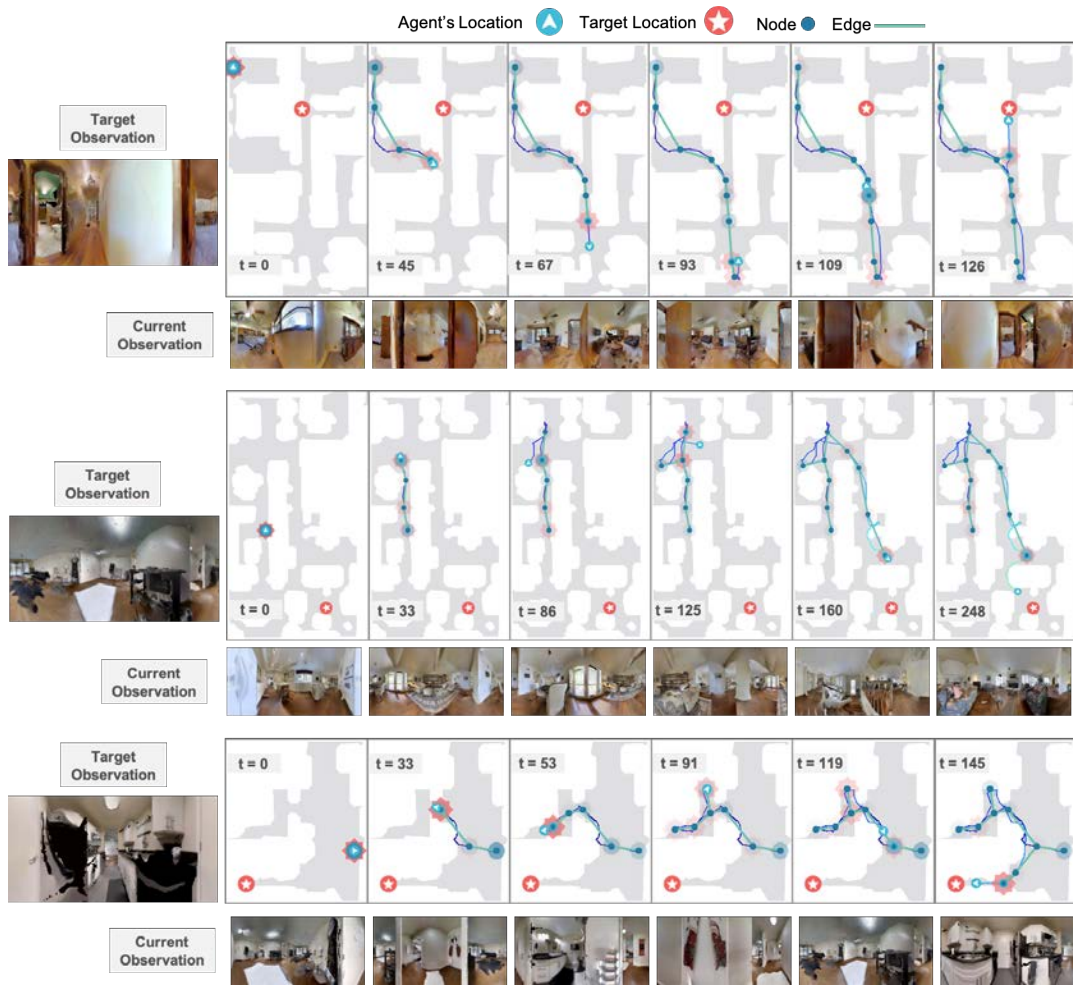 Agent's Location Target Location Node Edge
Target
Observation
t = 0 t = 45 t = 67 t = 93 t = 109 t = 126
Current
Observation
Target
Observation
t = 0 t = 33 t = 86 t = 125 t = 160 t = 248
Current
Observation
Target
Observation
t = 0 t = 33 t = 53 t = 91 t = 119 t = 145
Current
Observation